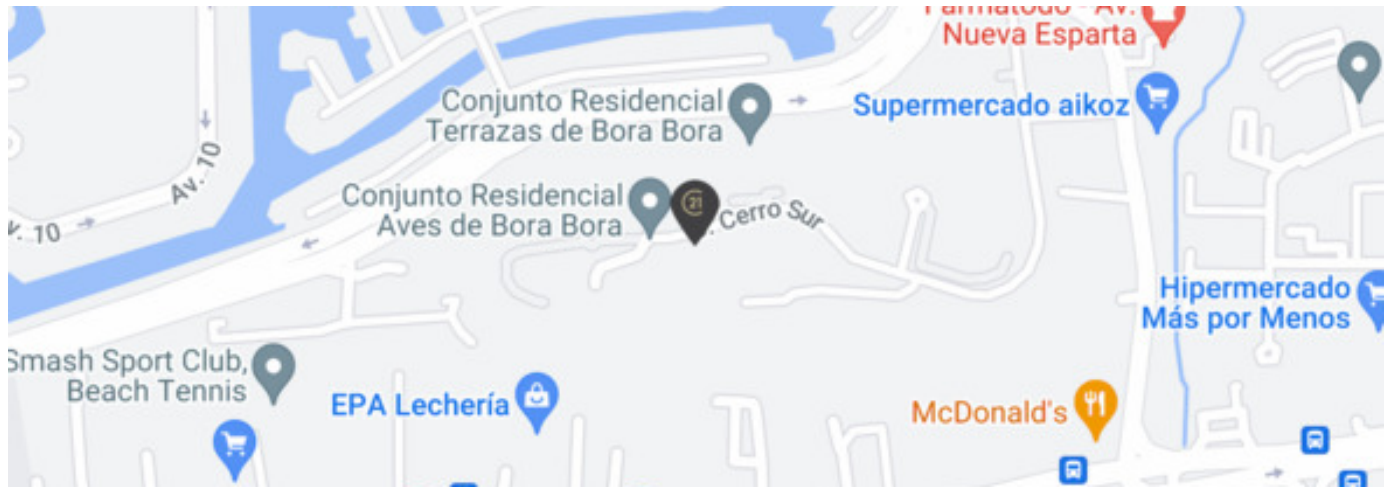 Farmatodo - Av.
Nueva Esparta
Conjunto Residencial
Terrazas de Bora Bora
Supermercado aikoz
Av. 10
Conjunto Residencial
Aves de Bora Bora
21
. Cerro Sur
v. 10
Hipermercado
Más por Menos
Smash Sport Club,
Beach Tennis
EPA Lechería
McDonald's